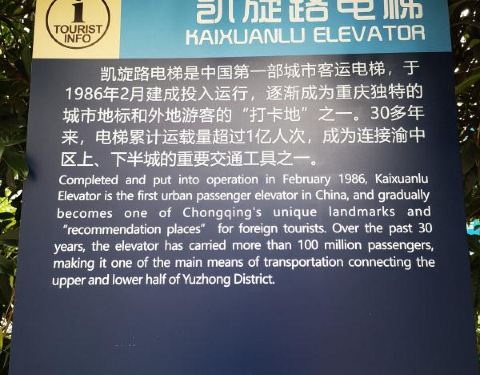 i
TOURIST
INFO
凯旋路电梯
KAIXUANLU ELEVATOR
凯旋路电梯是中国第一部城市客运电梯，于
1986年2月建成投入运行，逐渐成为重庆独特的
城市地标和外地游客的“打卡地”之一。30多年
来，电梯累计运载量超过1亿人次，成为连接渝中
区上、下半城的重要交通工具之一。
Completed and put into operation in February 1986, Kaixuanlu
Elevator is the first urban passenger elevator in China, and gradually
becomes one of Chongqing's unique landmarks and
“recommendation places” for foreign tourists. Over the past 30
years, the elevator has carried more than 100 million passengers,
making it one of the main means of transportation connecting the
upper and lower half of Yuzhong District.